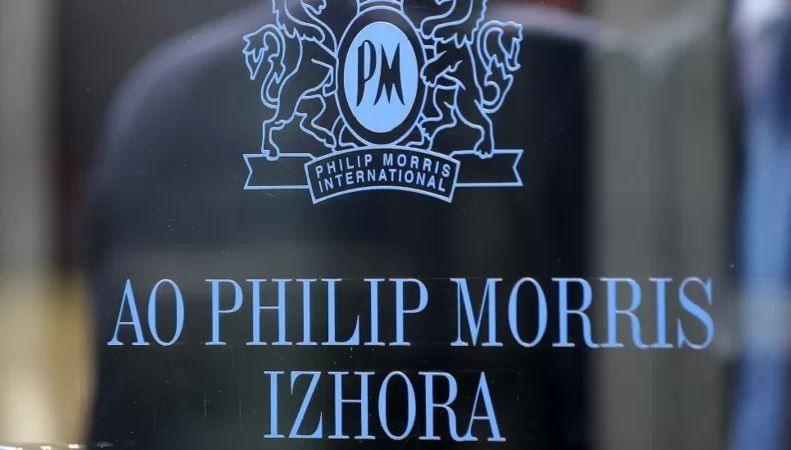 PM
PHILIP MORRIS
INTERNATIONAL
AO PHILIP MORRIS
IZHORA